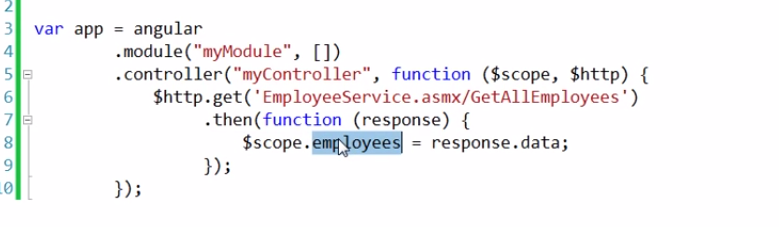 2
3 var app = angular
4 .module("myModule", [])
5 .controller("myController", function ($scope, $http) {
6 $http.get('EmployeeService.asmx/GetAllEmployees')
7 .then(function (response) {
8 $scope.employees = response.data;
9 });
0 });